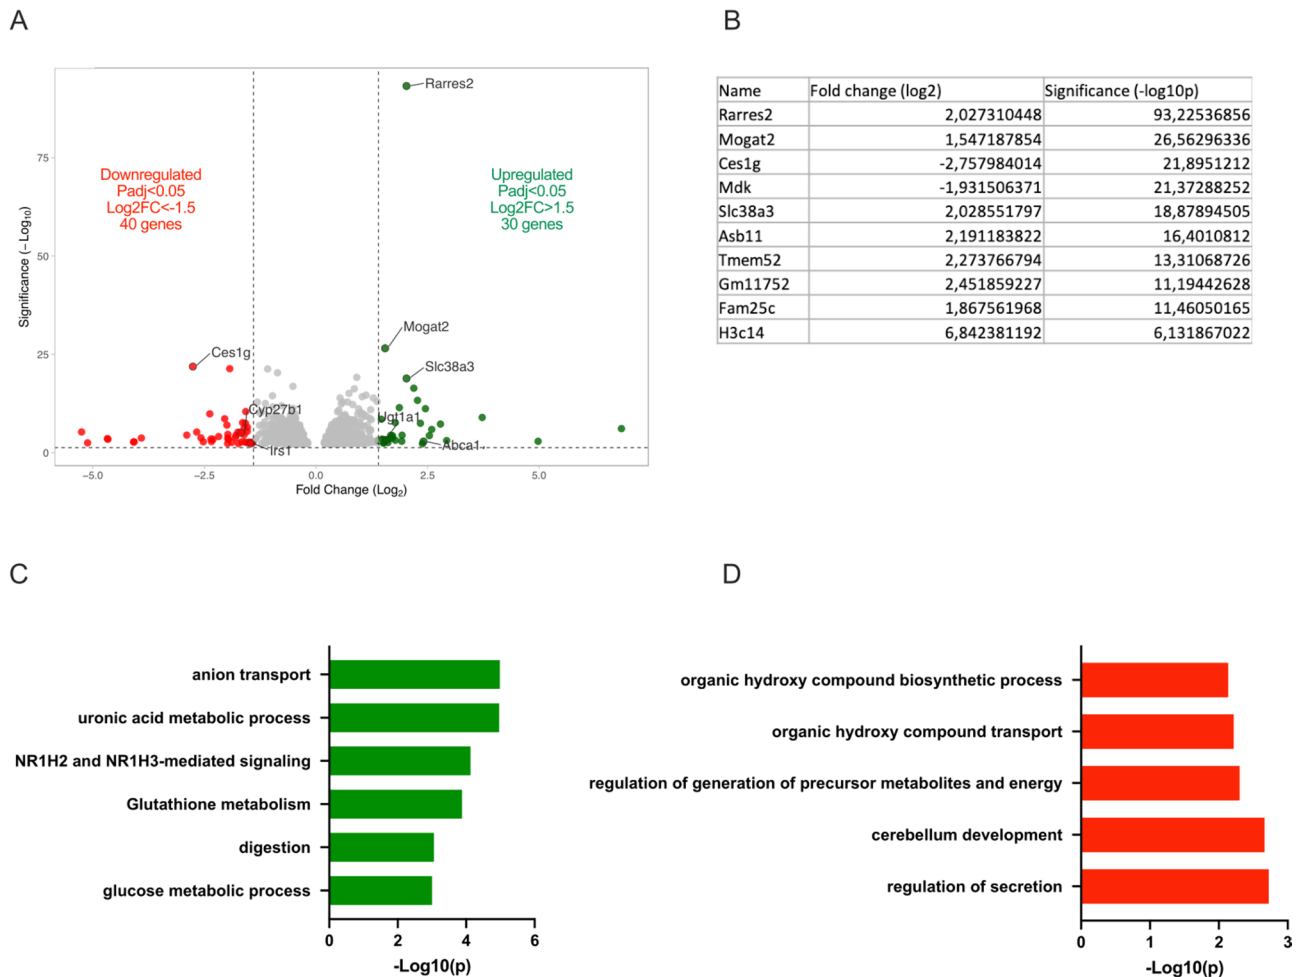 A
Rarres2
75
Downregulated
Padj<0.05
Log2FC<-1.5
40 genes
Upregulated
Padj<0.05
Log2FC>1.5
30 genes
50
Significance (−Log10)
Mogat2
25
Ces1g
Slc38a3
Cyp27b1
Ugt1a1
Irs1
Abca1.
0
−5.0 −2.5 0.0 2.5 5.0
Fold Change (Log2)
B
Name Fold change (log2) Significance (-log10p)
Rarres2 2,027310448 93,22536856
Mogat2 1,547187854 26,56296336
Ces1g -2,757984014 21,8951212
Mdk -1,931506371 21,37288252
Slc38a3 2,028551797 18,87894505
Asb11 2,191183822 16,4010812
Tmem52 2,273766794 13,31068726
Gm11752 2,451859227 11,19442628
Fam25c 1,867561968 11,46050165
H3c14 6,842381192 6,131867022
C
anion transport
uronic acid metabolic process
NR1H2 and NR1H3-mediated signaling
Glutathione metabolism
digestion
glucose metabolic process
0 2 4 6
-Log10(p)
D
organic hydroxy compound biosynthetic process
organic hydroxy compound transport
regulation of generation of precursor metabolites and energy
cerebellum development
regulation of secretion
0 1 2 3
-Log10(p)